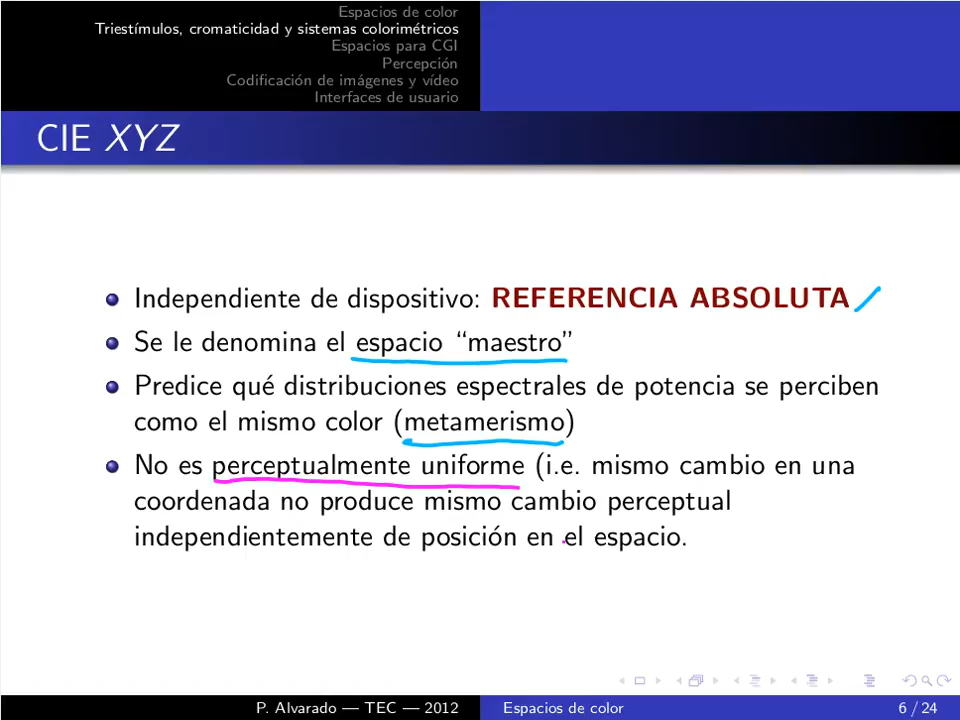 Espacios de color
Triestímulos, cromaticidad y sistemas colorimétricos
Espacios para CGI
Percepción
Codificación de imágenes y vídeo
Interfaces de usuario
CIE XYZ
Independiente de dispositivo: REFERENCIA ABSOLUTA
Se le denomina el espacio “maestro”
Predice qué distribuciones espectrales de potencia se perciben
como el mismo color (metamerismo)
No es perceptualmente uniforme (i.e. mismo cambio en una
coordenada no produce mismo cambio perceptual
independientemente de posición en el espacio.
P. Alvarado — TEC — 2012
Espacios de color
6 / 24